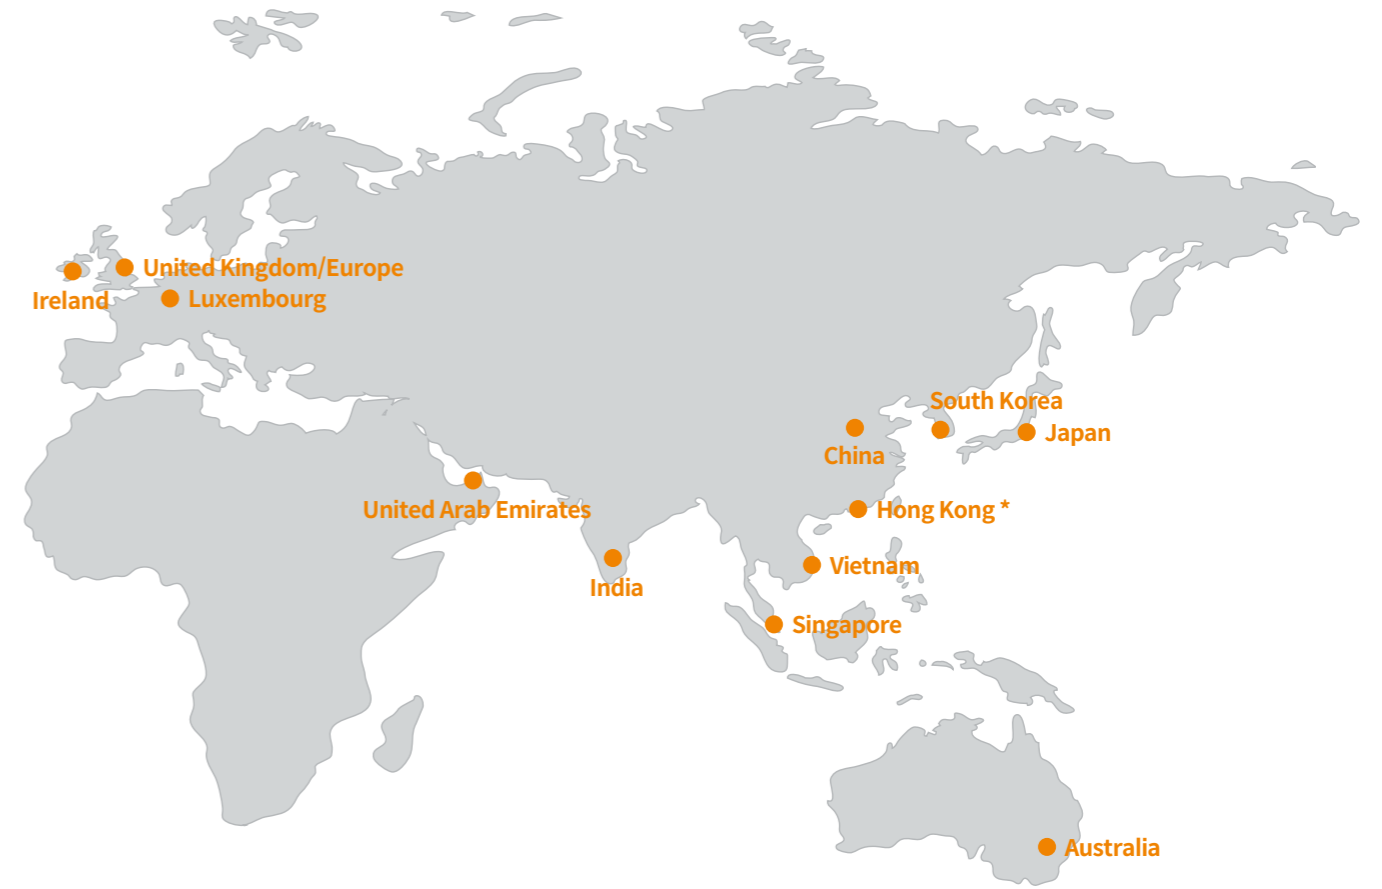 United Kingdom/Europe
Ireland
Luxembourg
South Korea
Japan
China
United Arab Emirates
Hong Kong *
Vietnam
India
Singapore
Australia